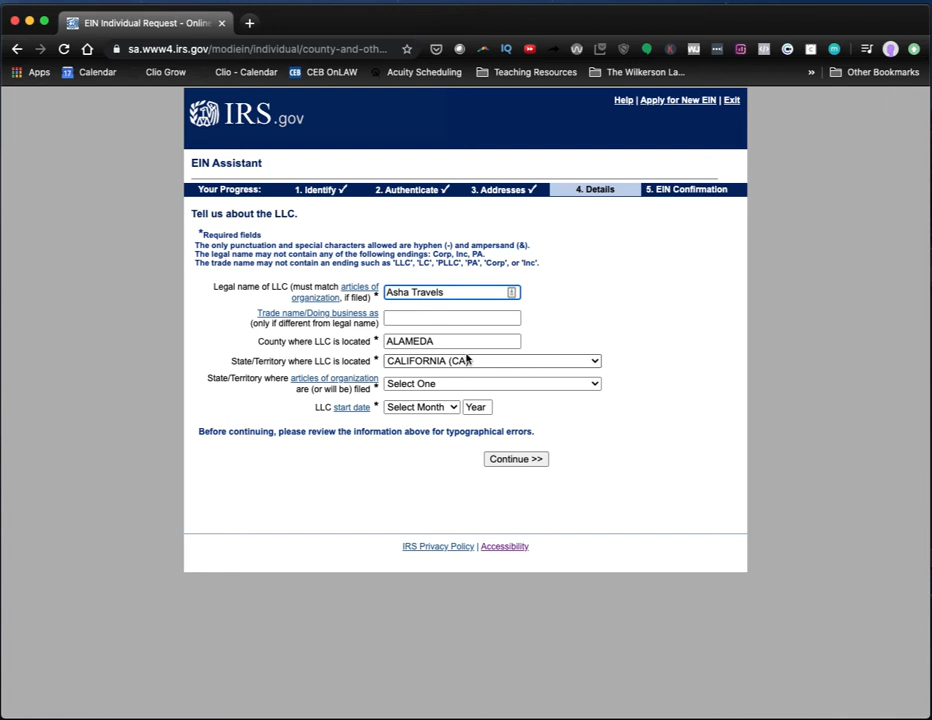 EIN Individual Request - Online
sa.www4.irs.gov/modiein/individual/county-and-oth...
Apps
17 Calendar
Clio Grow
Clio - Calendar
CEB CEB OnLAW
Acuity Scheduling
Teaching Resources
The Wilkerson La...
»
Other Bookmarks
IRS.gov
Help | Apply for New EIN | Exit
EIN Assistant
Your Progress: 1. Identify ✓ 2. Authenticate ✓ 3. Addresses ✓ 4. Details 5. EIN Confirmation
Tell us about the LLC.
*Required fields
The only punctuation and special characters allowed are hyphen (-) and ampersand (&).
The legal name may not contain any of the following endings: Corp, Inc, PA.
The trade name may not contain an ending such as 'LLC', 'LC', 'PLLC', 'PA', 'Corp', or 'Inc'.
Legal name of LLC (must match articles of
organization, if filed) * Asha Travels
Trade name/Doing business as
(only if different from legal name)
County where LLC is located * ALAMEDA
State/Territory where LLC is located * CALIFORNIA (CA)
State/Territory where articles of organization
are (or will be) filed * Select One
LLC start date * Select Month Year
Before continuing, please review the information above for typographical errors.
Continue >>
IRS Privacy Policy | Accessibility